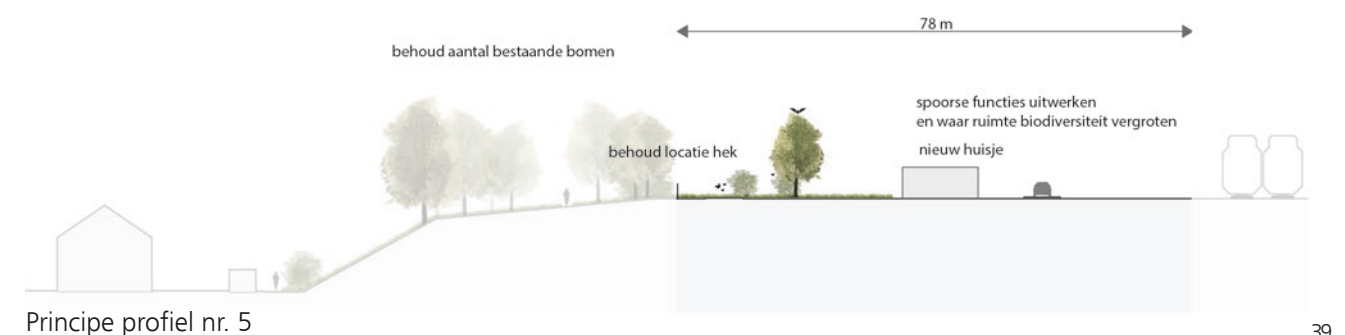 78 m
behoud aantal bestaande bomen
spoorse functies uitwerken
en waar ruimte biodiversiteit vergroten
behoud locatie hek
nieuw huisje
Principe profiel nr. 5
39